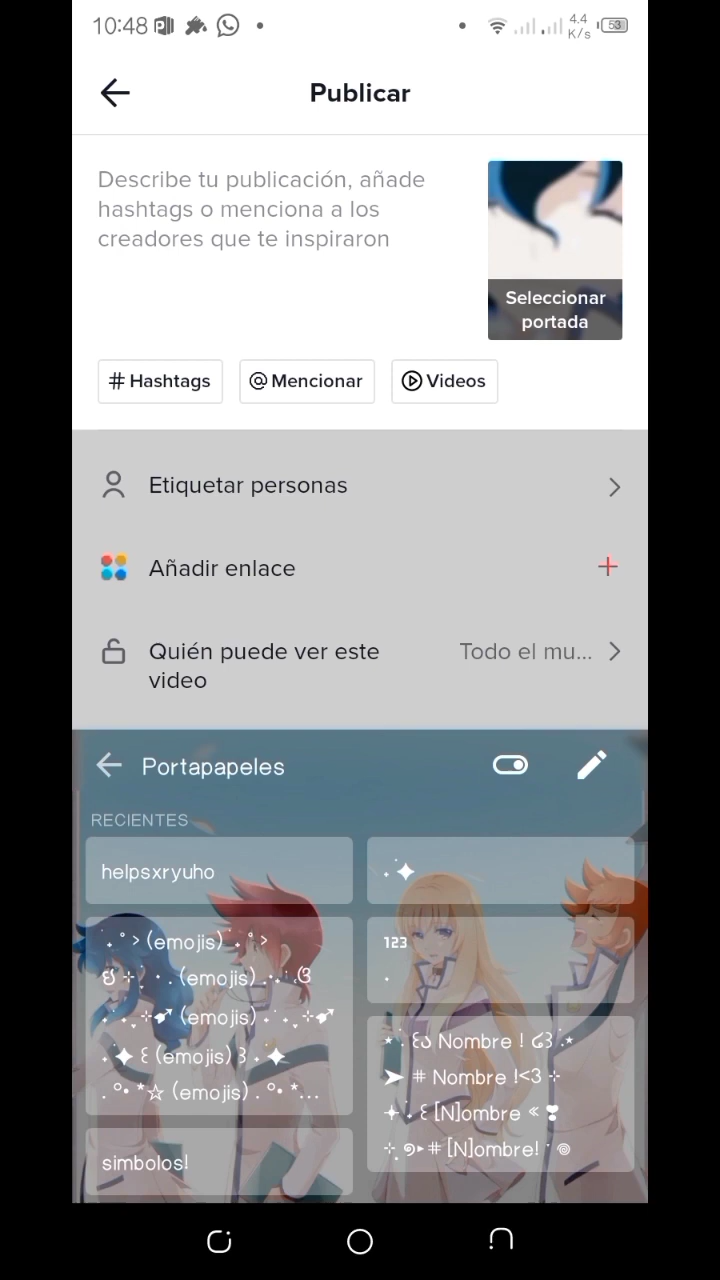 10:48
4.4
K/s
53
Publicar
Describe tu publicación, añade
hashtags o menciona a los
creadores que te inspiraron
Seleccionar
portada
# Hashtags
@ Mencionar
Videos
Etiquetar personas
Añadir enlace
Quién puede ver este
video
Todo el mu...
Portapapeles
RECIENTES
helpsxryuho
˖ ˙✦
˙˖ ° > (emojis) ˙˖ ° >
(emojis)
(emojis)
˖ ✦꒰ (emojis) ꒱ ˖ ✦
. °• *☆ (emojis) . °• *...
simbolos!
123
.
Nombre !
➤ # Nombre !<3
[N]ombre « ❣
# [N]ombre!